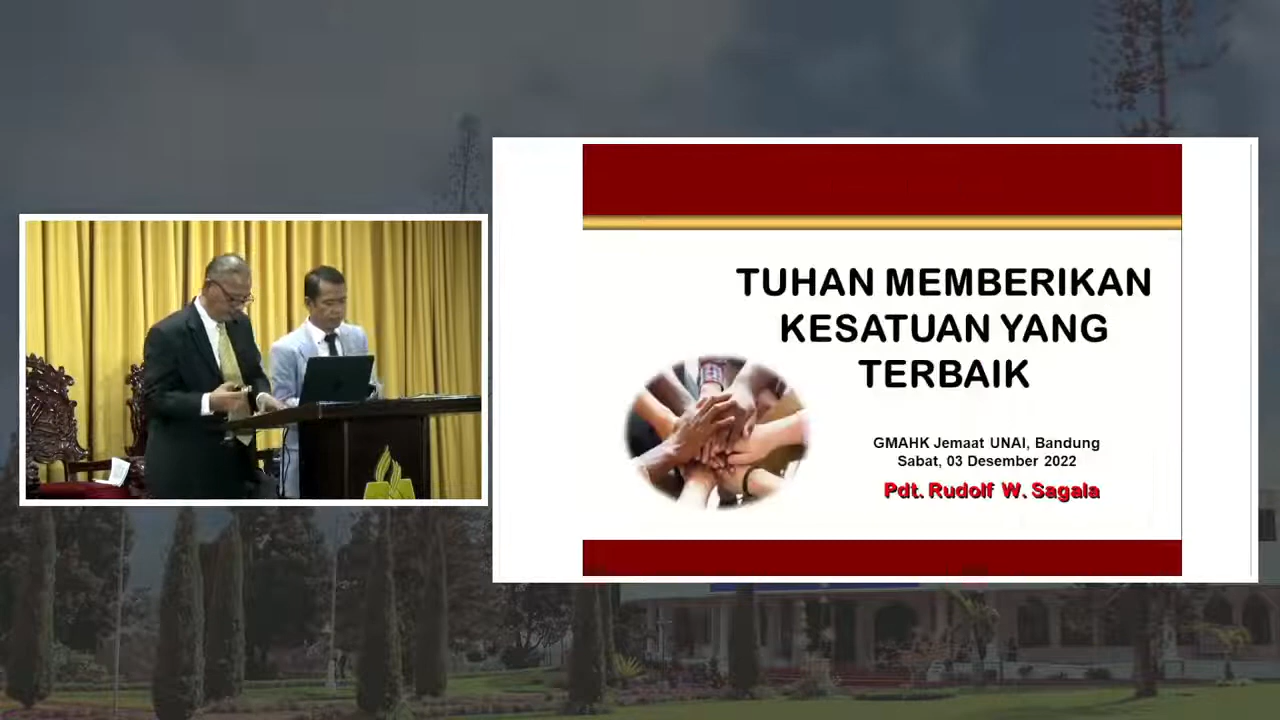 TUHAN MEMBERIKAN
KESATUAN YANG
TERBAIK
GMAHK Jemaat UNAI, Bandung
Sabat, 03 Desember 2022
Pdt. Rudolf W. Sagala